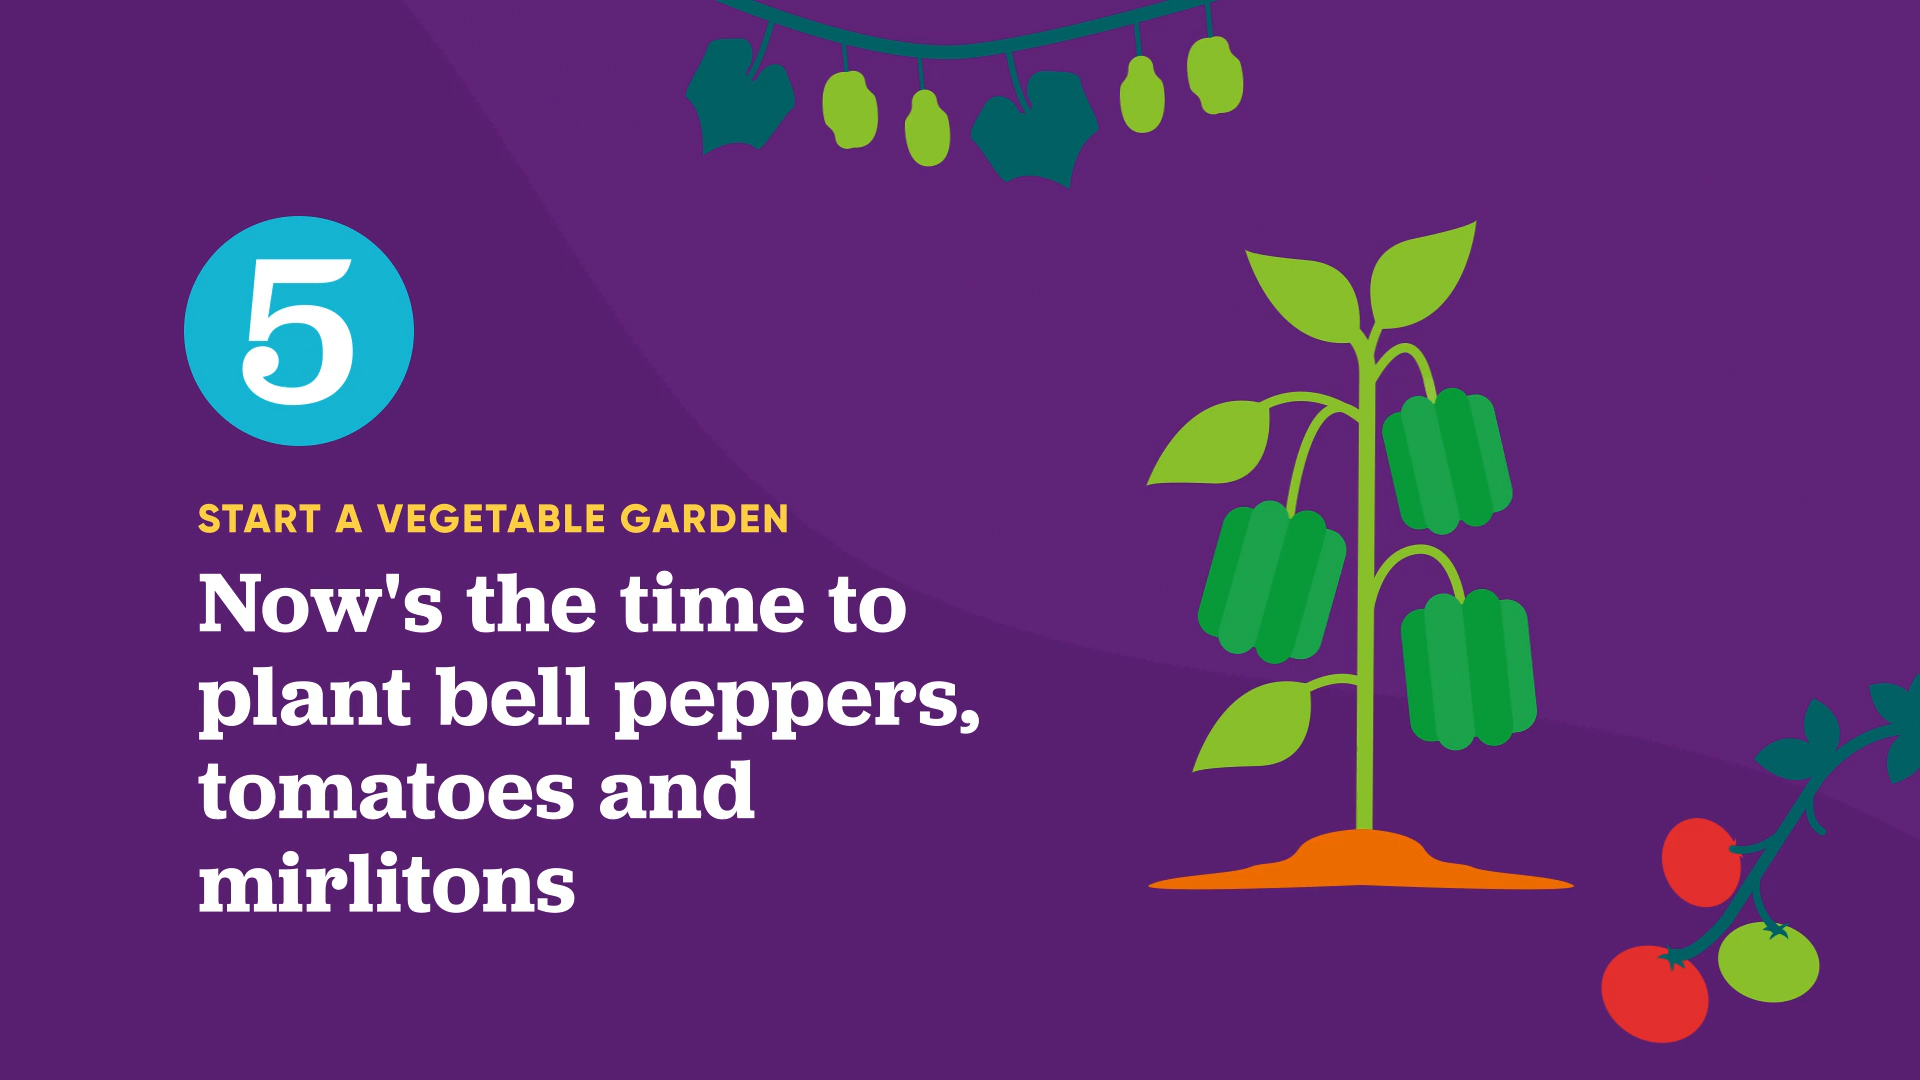 5
START A VEGETABLE GARDEN
Now's the time to
plant bell peppers,
tomatoes and
mirlitons